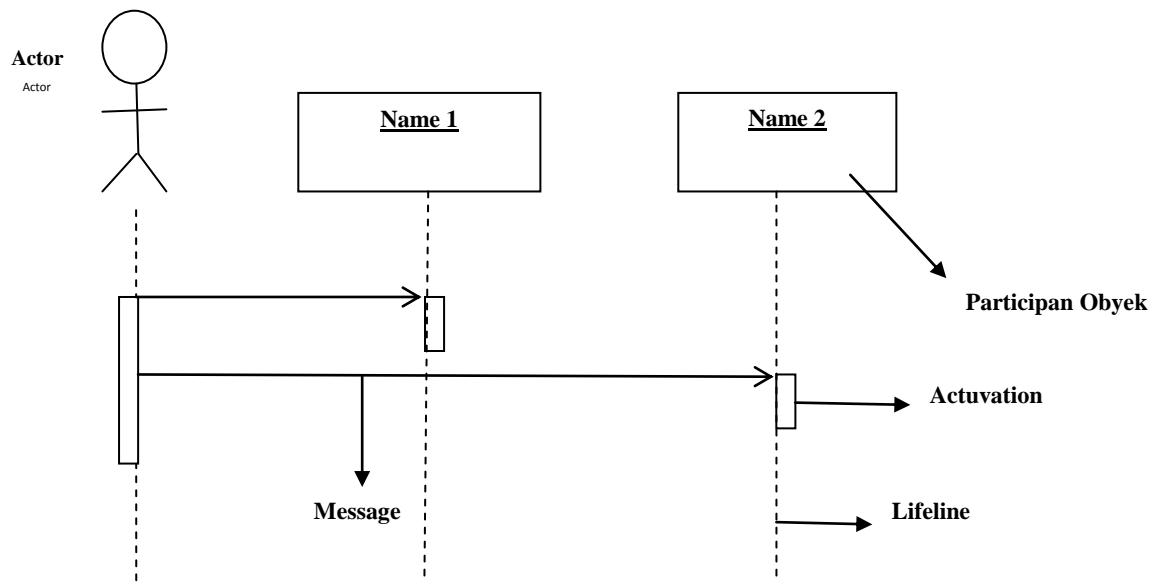 Actor
Actor
Name 1
Name 2
Participan Obyek
Actuvation
Message
Lifeline